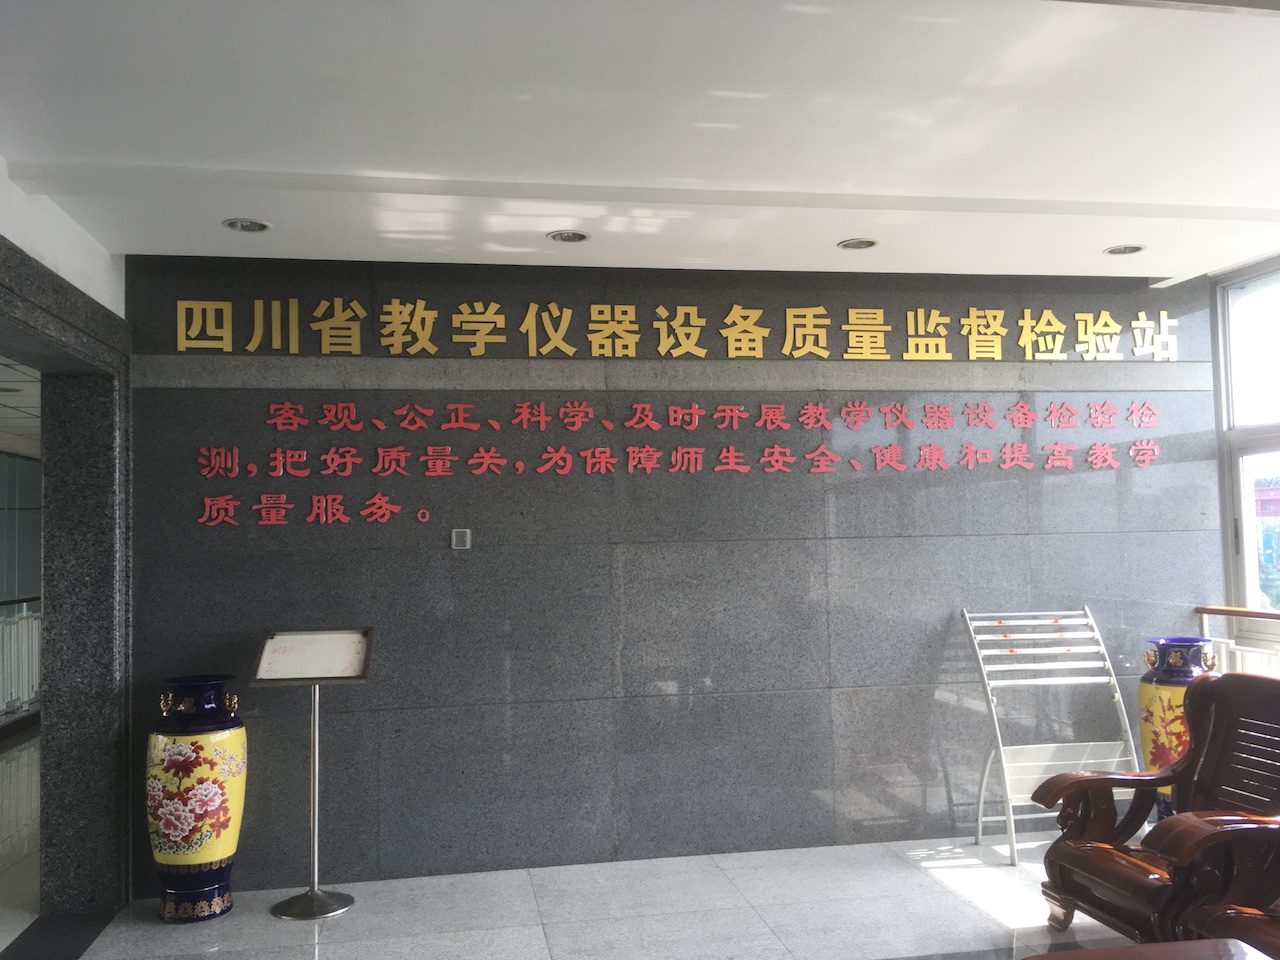 四川省教学仪器设备质量监督检验站
客观、公正、科学、及时开展教学仪器设备检验检
测，把好质量关，为保障师生安全、健康和提高教学
质量服务。